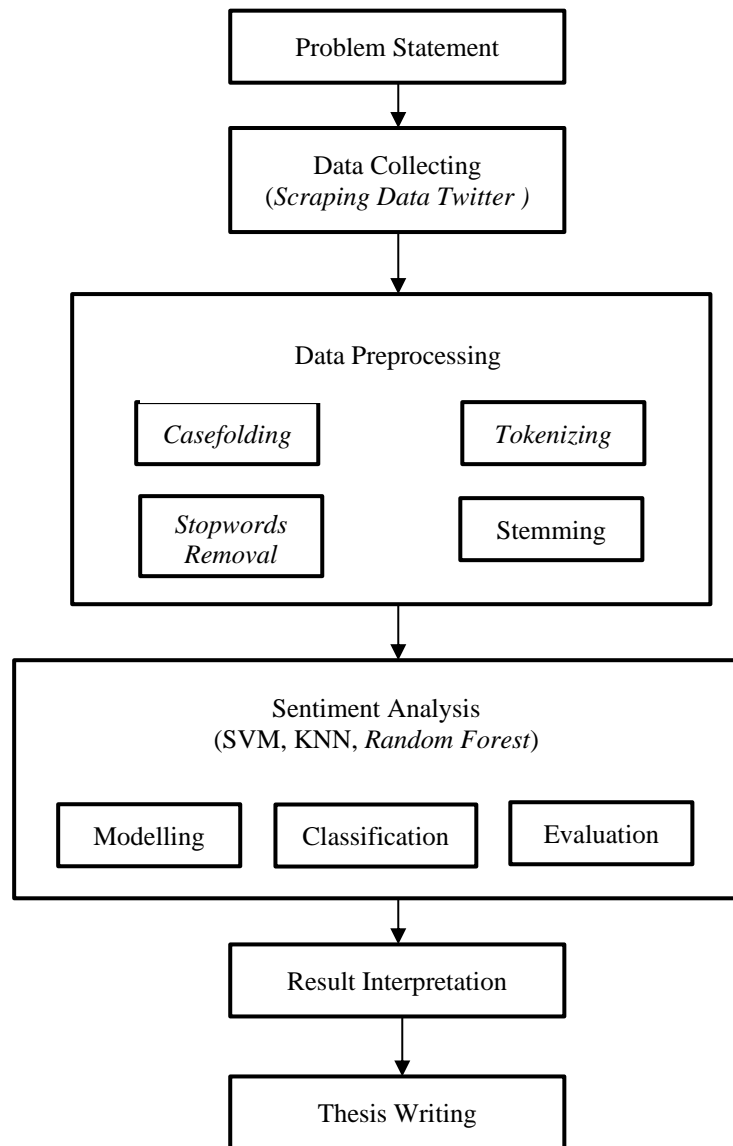 Problem Statement
Data Collecting
(Scraping Data Twitter )
Data Preprocessing
Casefolding
Tokenizing
Stopwords
Removal
Stemming
Sentiment Analysis
(SVM, KNN, Random Forest)
Modelling
Classification
Evaluation
Result Interpretation
Thesis Writing